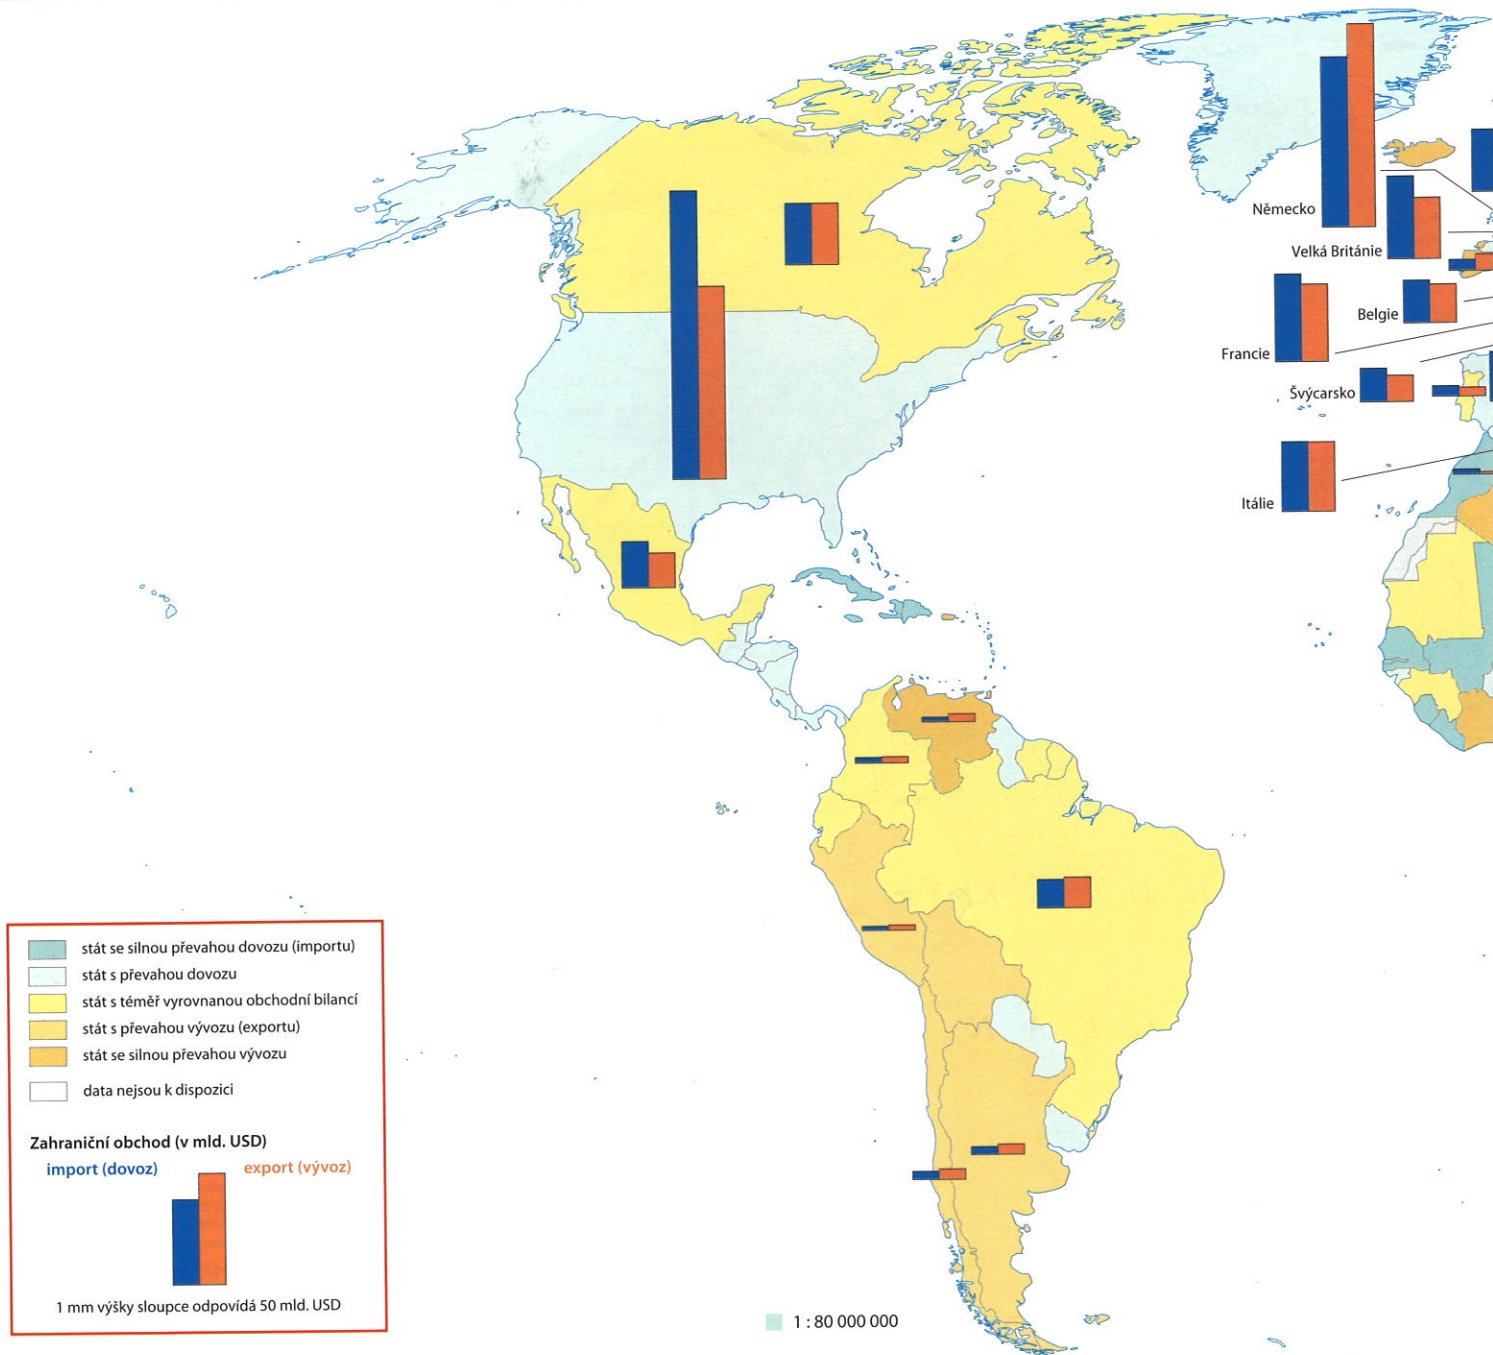 Německo
Velká Británie
Belgie
Francie
Švýcarsko
Itálie
stát se silnou převahou dovozu (importu)
stát s převahou dovozu
stát s téměř vyrovnanou obchodní bilancí
stát s převahou vývozu (exportu)
stát se silnou převahou vývozu
data nejsou k dispozici
Zahraniční obchod (v mld. USD)
import (dovoz) export (vývoz)
1 mm výšky sloupce odpovídá 50 mld. USD
1 : 80 000 000